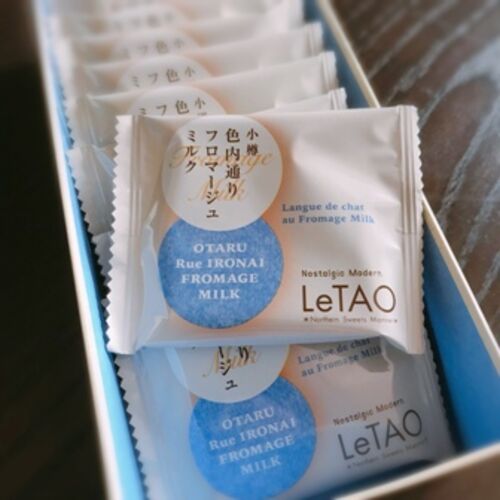 小樽
色内通り
フロマージュ
ミルク
Fromage
Milk
OTARU
Rue IRONAI
FROMAGE
MILK
Langue de chat
au Fromage Milk
Nostalgic Modern
LeTAO
Northern Sweets Manner
Milk
OTARU
Rue IRONAI
FROMAGE
MILK
Langue de chat
au Fromage Milk
Nostalgic Modern
LeTAO